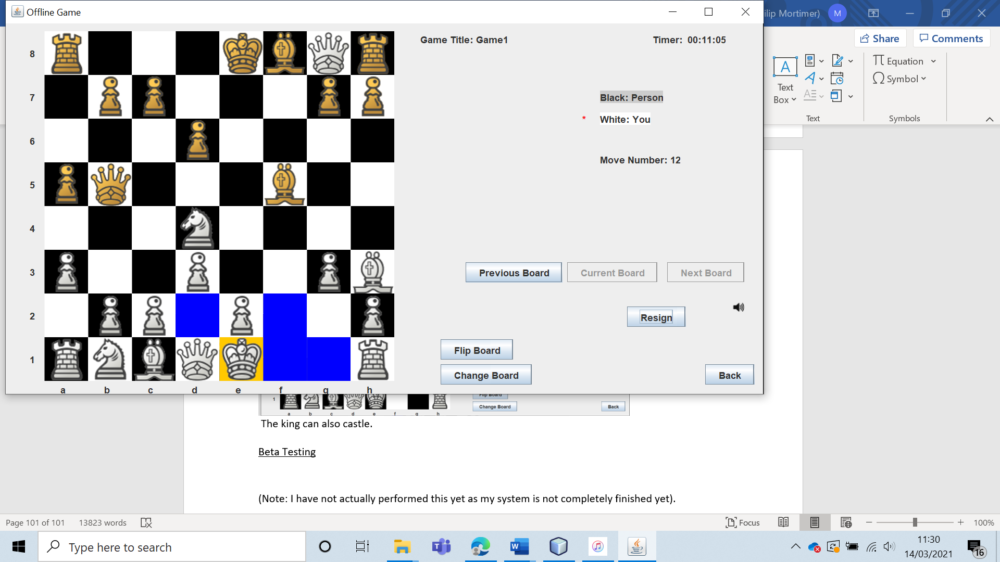 Offline Game
ilip Mortimer)
M
Share
Comments
Game Title: Game1
Timer: 00:11:05
8
7
6
5
4
3
2
1
a b c d e f g h
Black: Person
* White: You
Move Number: 12
Previous Board
Current Board
Next Board
Resign
Flip Board
Change Board
Back
A
Text
Box
Equation
Symbol
Text
Symbols
1
a b c d e f g h
Flip Board
Change Board
Back
The king can also castle.
Beta Testing
(Note: I have not actually performed this yet as my system is not completely finished yet).
Page 101 of 101
13823 words
Focus
100%
Type here to search
11:30
14/03/2021
16